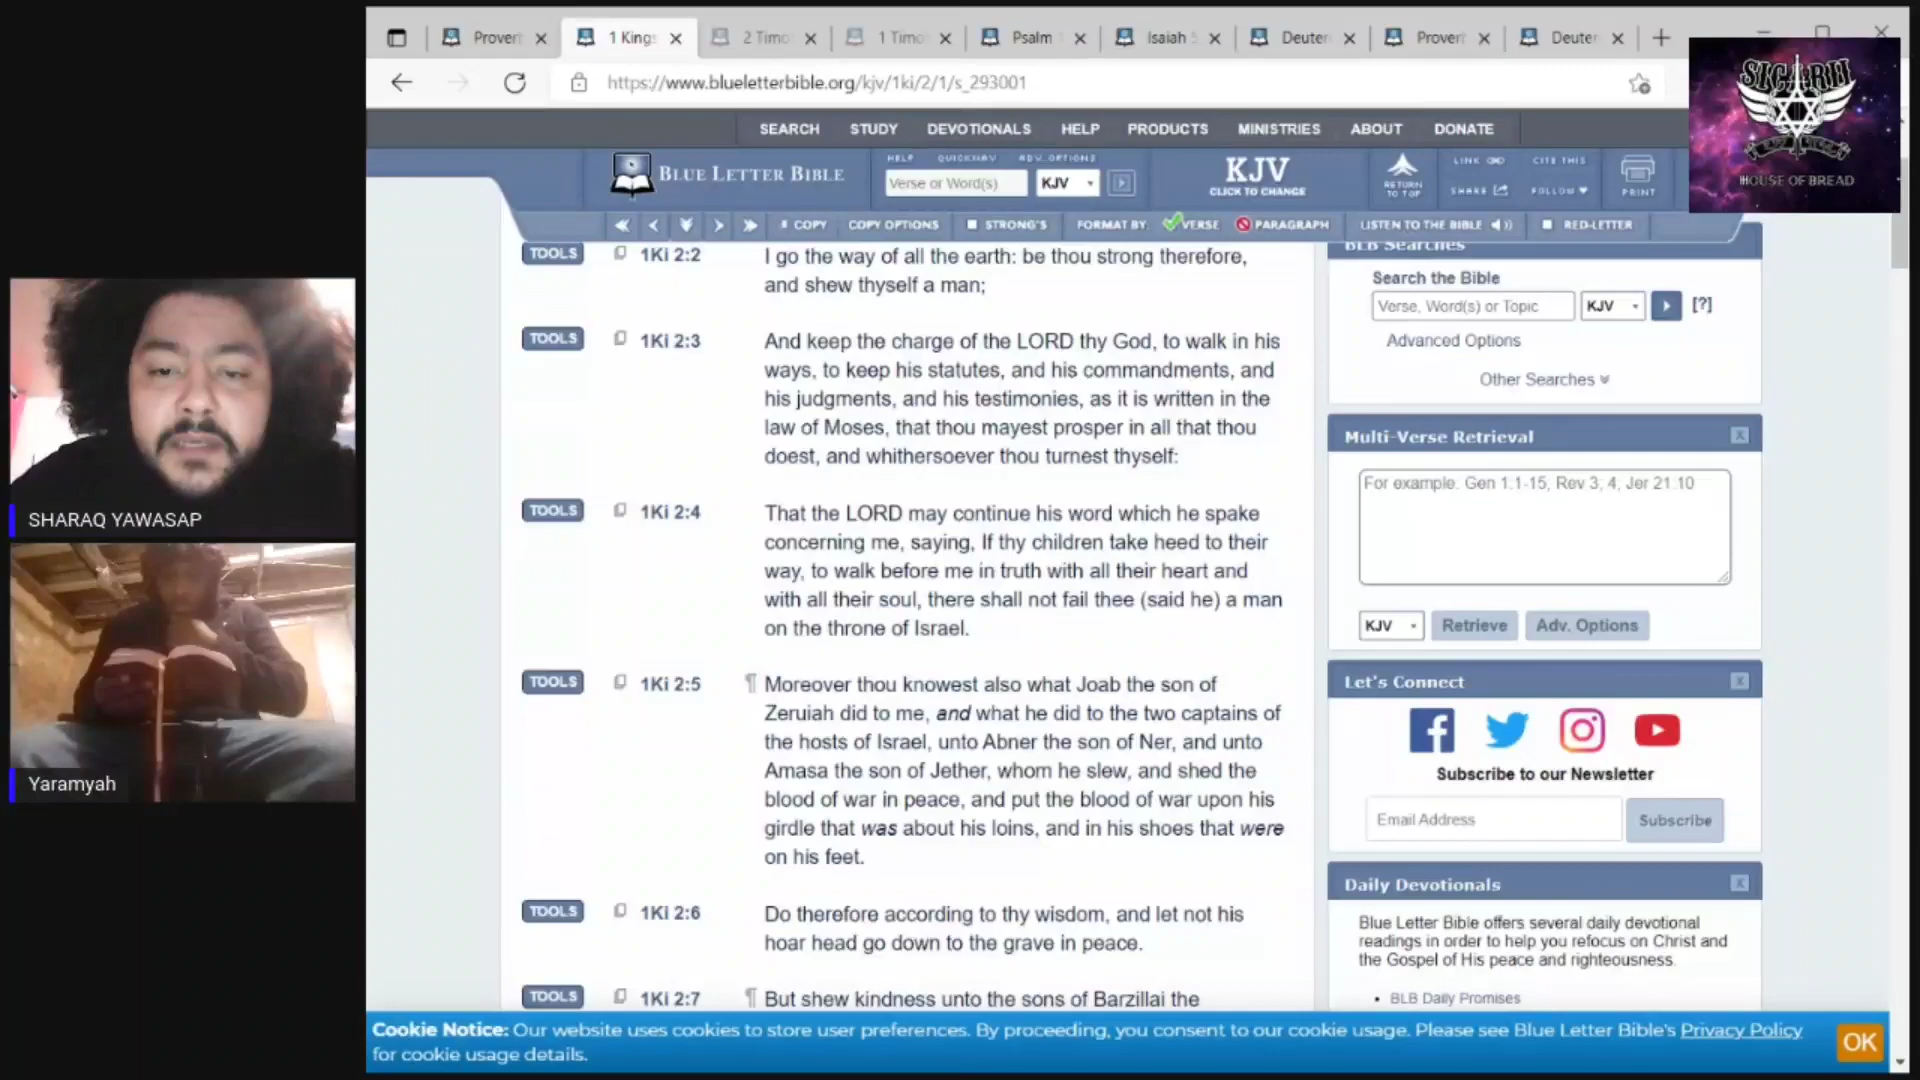 Prover
1 King
2 Timo
1 Timo
Psalm
Isaiah 5
Deuter
Prover
Deuter
https://www.blueletterbible.org/kjv/1ki/2/1/s_293001
SICARII
HOUSE OF BREAD
SEARCH STUDY DEVOTIONALS HELP PRODUCTS MINISTRIES ABOUT DONATE
BLUE LETTER BIBLE
HELP QUICKNAV ADV. OPTIONS
Verse or Word(s) KJV
KJV
CLICK TO CHANGE
RETURN
TO TOP
LINK CITE THIS
SHARE FOLLOW
PRINT
COPY COPY OPTIONS STRONG'S FORMAT BY: VERSE PARAGRAPH LISTEN TO THE BIBLE RED-LETTER
TOOLS 1Ki 2:2 I go the way of all the earth: be thou strong therefore,
and shew thyself a man;
TOOLS 1Ki 2:3 And keep the charge of the LORD thy God, to walk in his
ways, to keep his statutes, and his commandments, and
his judgments, and his testimonies, as it is written in the
law of Moses, that thou mayest prosper in all that thou
doest, and whithersoever thou turnest thyself:
TOOLS 1Ki 2:4 That the LORD may continue his word which he spake
concerning me, saying, If thy children take heed to their
way, to walk before me in truth with all their heart and
with all their soul, there shall not fail thee (said he) a man
on the throne of Israel.
TOOLS 1Ki 2:5 ¶ Moreover thou knowest also what Joab the son of
Zeruiah did to me, and what he did to the two captains of
the hosts of Israel, unto Abner the son of Ner, and unto
Amasa the son of Jether, whom he slew, and shed the
blood of war in peace, and put the blood of war upon his
girdle that was about his loins, and in his shoes that were
on his feet.
TOOLS 1Ki 2:6 Do therefore according to thy wisdom, and let not his
hoar head go down to the grave in peace.
TOOLS 1Ki 2:7 ¶ But shew kindness unto the sons of Barzillai the
BLB Searches
Search the Bible
Verse, Word(s) or Topic KJV [?]
Advanced Options
Other Searches
Multi-Verse Retrieval
For example: Gen 1:1-15; Rev 3; 4; Jer 21:10
KJV Retrieve Adv. Options
Let's Connect
Subscribe to our Newsletter
Email Address Subscribe
Daily Devotionals
Blue Letter Bible offers several daily devotional
readings in order to help you refocus on Christ and
the Gospel of His peace and righteousness.
• BLB Daily Promises
SHARAQ YAWASAP
Yaramyah
Cookie Notice: Our website uses cookies to store user preferences. By proceeding, you consent to our cookie usage. Please see Blue Letter Bible's Privacy Policy
for cookie usage details.
OK